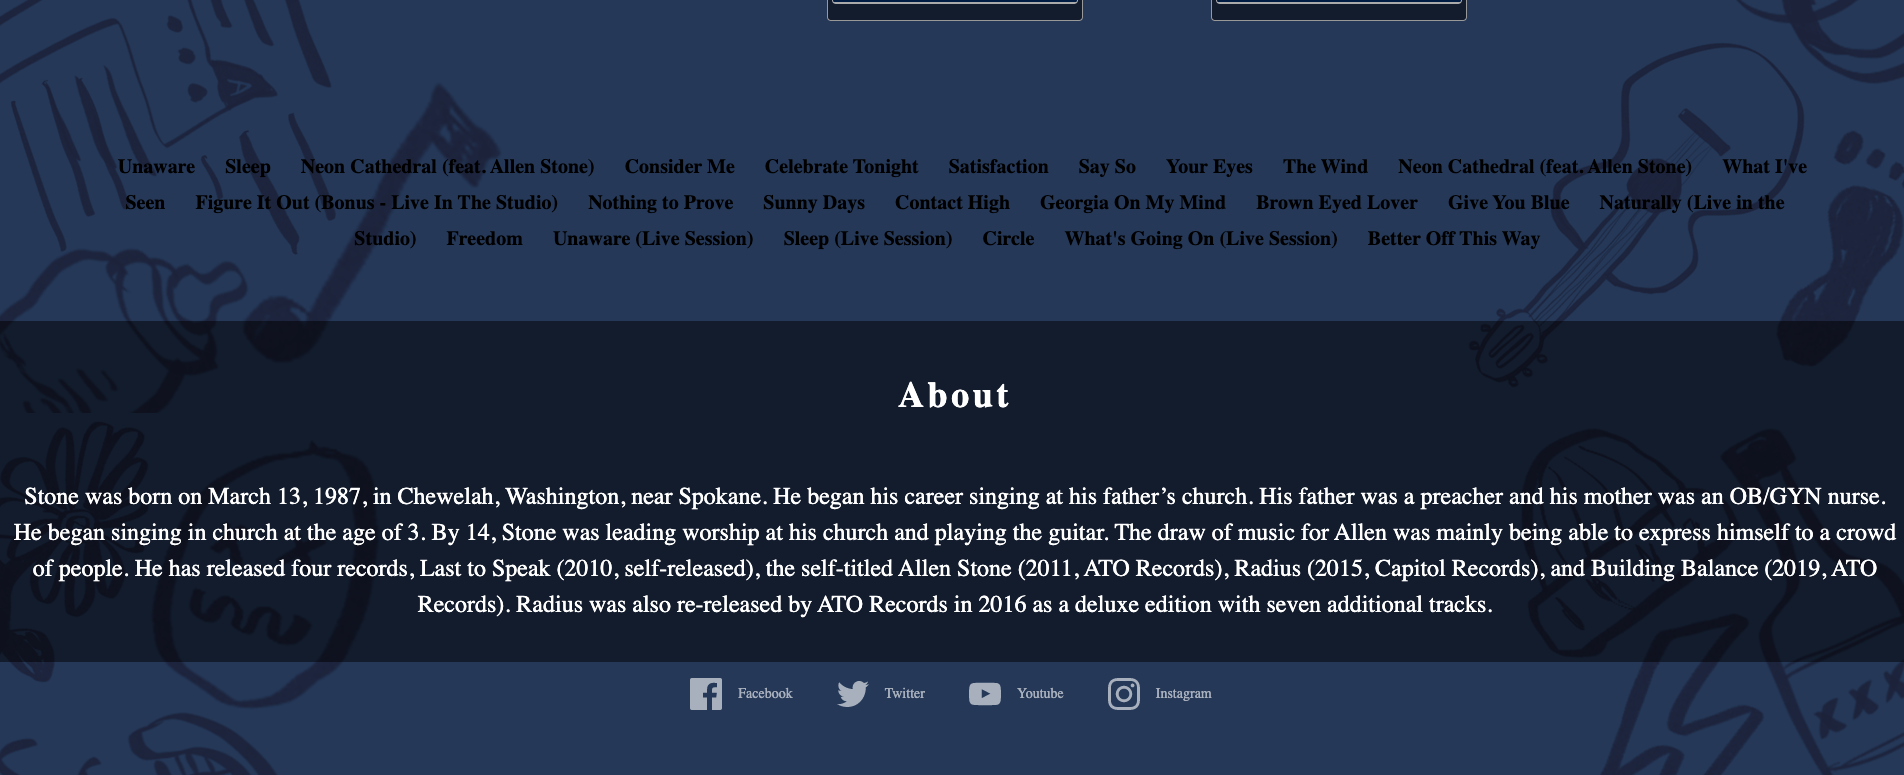 Unaware Sleep Neon Cathedral (feat. Allen Stone) Consider Me Celebrate Tonight Satisfaction Say So Your Eyes The Wind Neon Cathedral (feat. Allen Stone) What I've
Seen Figure It Out (Bonus - Live In The Studio) Nothing to Prove Sunny Days Contact High Georgia On My Mind Brown Eyed Lover Give You Blue Naturally (Live in the
Studio) Freedom Unaware (Live Session) Sleep (Live Session) Circle What's Going On (Live Session) Better Off This Way
About
Stone was born on March 13, 1987, in Chewelah, Washington, near Spokane. He began his career singing at his father’s church. His father was a preacher and his mother was an OB/GYN nurse.
He began singing in church at the age of 3. By 14, Stone was leading worship at his church and playing the guitar. The draw of music for Allen was mainly being able to express himself to a crowd
of people. He has released four records, Last to Speak (2010, self-released), the self-titled Allen Stone (2011, ATO Records), Radius (2015, Capitol Records), and Building Balance (2019, ATO
Records). Radius was also re-released by ATO Records in 2016 as a deluxe edition with seven additional tracks.
Facebook Twitter Youtube Instagram
XXX